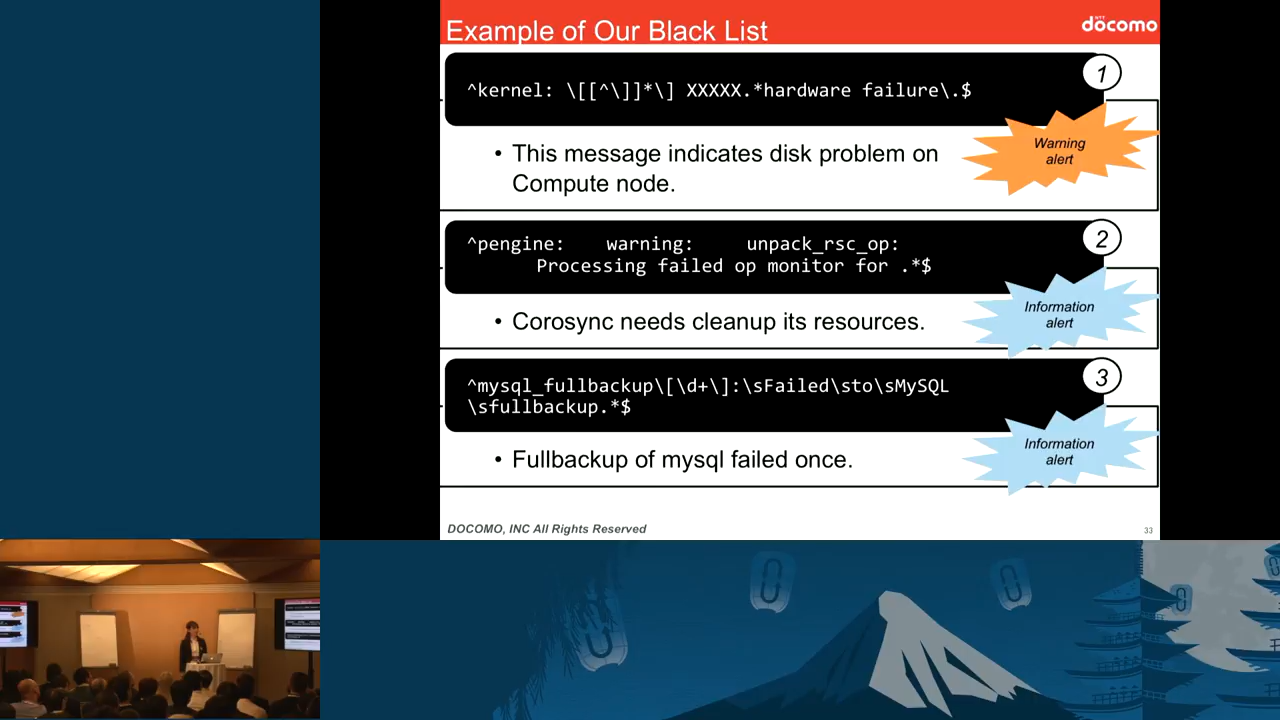 Example of Our Black List
NTT
döcomo
^kernel: \[[^\]]*\] XXXXX.*hardware failure\.$
1
Warning
alert
• This message indicates disk problem on
Compute node.
^pengine: warning: unpack_rsc_op:
Processing failed op monitor for .*$
2
Information
alert
• Corosync needs cleanup its resources.
^mysql_fullbackup\[\d+\]:\sFailed\sto\sMySQL
\sfullbackup.*$
3
Information
alert
• Fullbackup of mysql failed once.
DOCOMO, INC All Rights Reserved
33